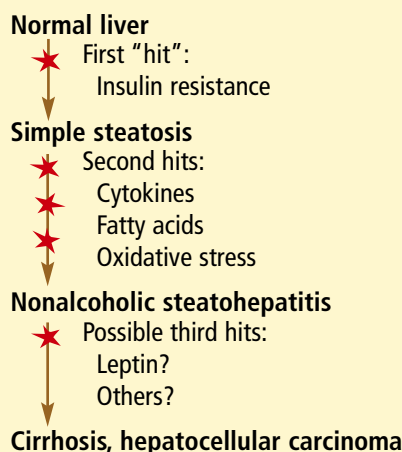 Normal liver
First “hit”:
Insulin resistance
Simple steatosis
Second hits:
Cytokines
Fatty acids
Oxidative stress
Nonalcoholic steatohepatitis
Possible third hits:
Leptin?
Others?
Cirrhosis, hepatocellular carcinoma